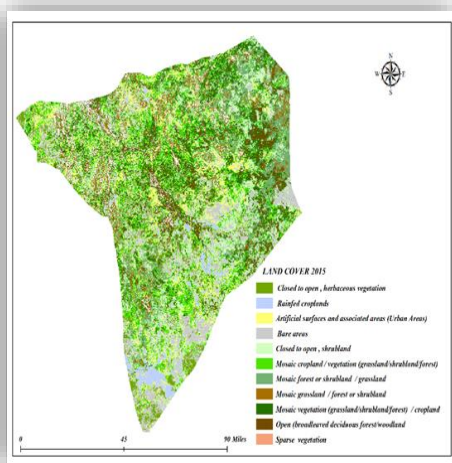 N
W E
S
LAND COVER 2015
Closed to open , herbaceous vegetation
Rainfed croplands
Artificial surfaces and associated areas (Urban Areas)
Bare areas
Closed to open , shrubland
Mosaic cropland / vegetation (grassland/shrubland/forest)
Mosaic forest or shrubland / grassland
Mosaic grassland / forest or shrubland
Mosaic vegetation (grassland/shrubland/forest) / cropland
Open (broadleaved deciduous forest/woodland
Sparse vegetation
0 45 90 Miles